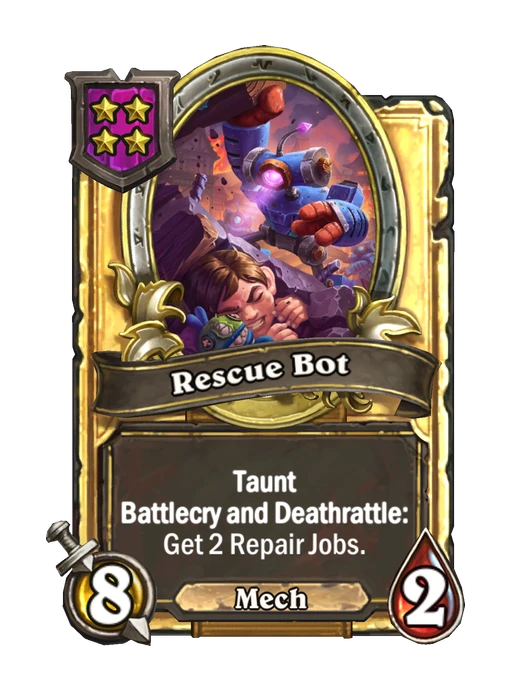 Rescue Bot
Taunt
Battlecry and Deathrattle:
Get 2 Repair Jobs.
8
Mech
2